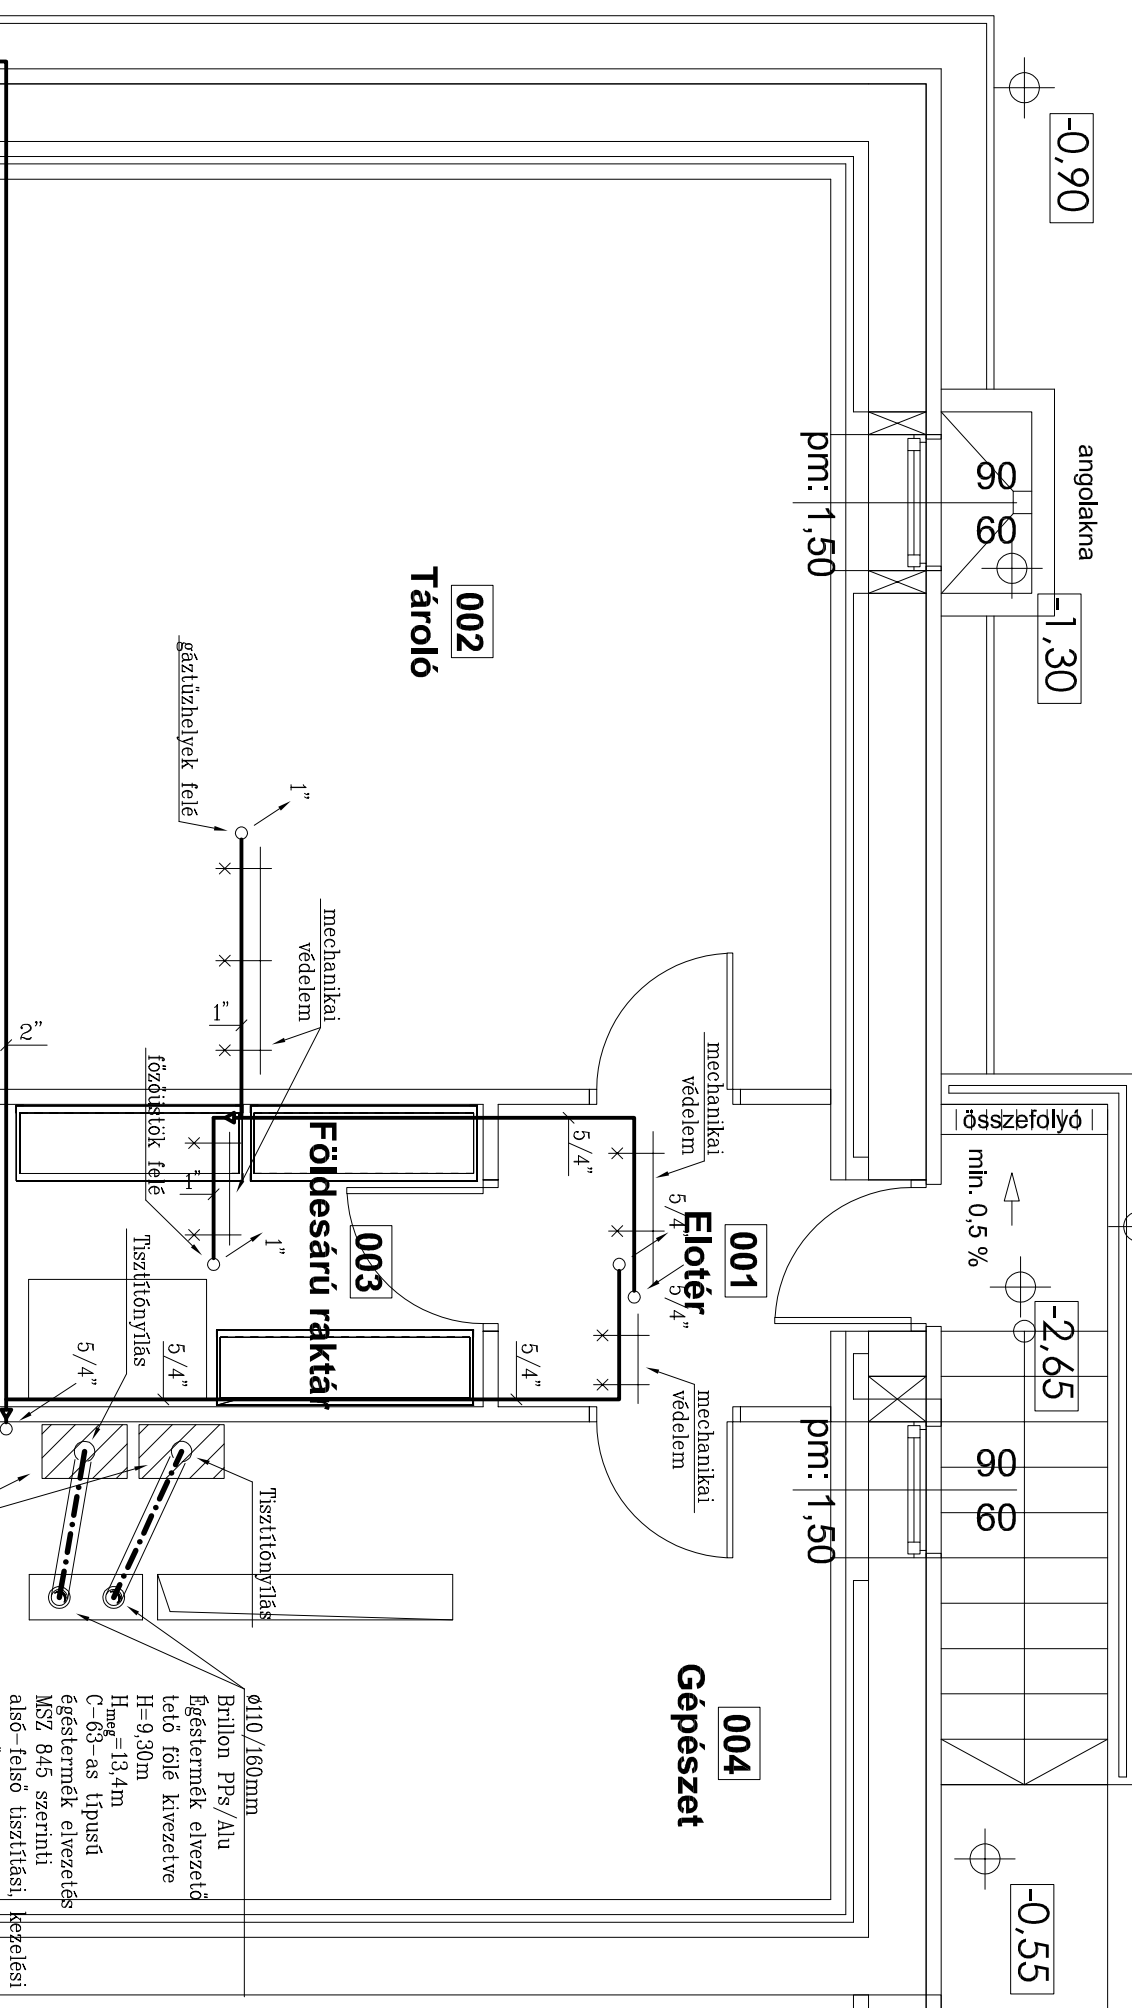 -0,90
angolakna
-1,30
90
60
pm: 1,50
002
Tároló
gáztűzhelyek felé
1"
mechanikai
védelem
1"
2"
főzőüstök felé
1"
1"
mechanikai
védelem
5/4"
5/4"
5/4"
001
Elotér
003
Földesárú raktár
összefolyó
min. 0,5 %
-2,65
90
60
pm: 1,50
mechanikai
védelem
5/4"
5/4"
5/4"
Tisztítónyílás
Tisztítónyílás
004
Gépészet
-0,55
ø110/160mm
Brillon PPs/Alu
Égéstermék elvezető
tető fölé kivezetve
H=9,30m
Hmeg=13,4m
C-63-as típusú
égéstermék elvezetés
MSZ 845 szerinti
alsó-felső tisztítási, kezelési